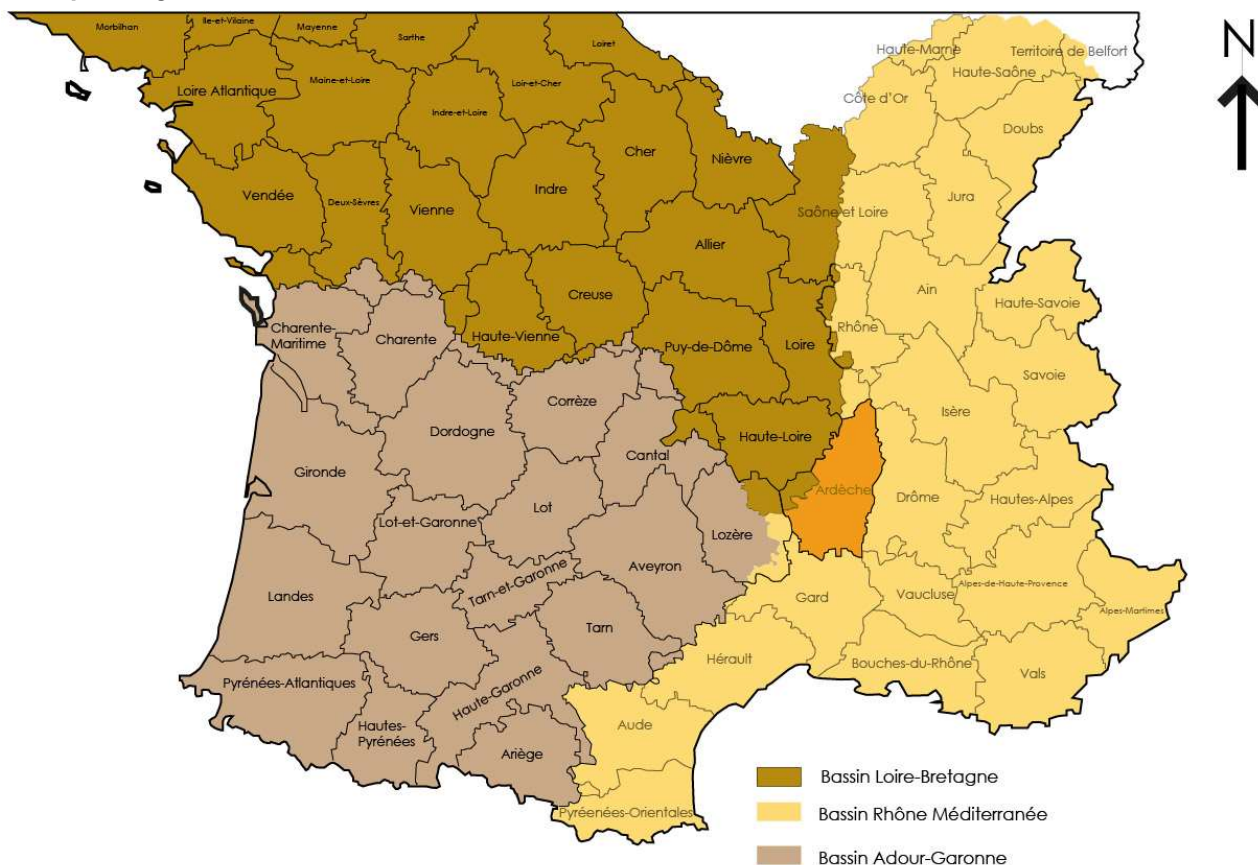 Morbilhan
Ile-et-Vilaine
Mayenne
Sarthe
Loiret
Haute-Marne
Territoire de Belfort
N
Loire Atlantique
Maine-et-Loire
Loir-et-Cher
Haute-Saône
Côte d'Or
Indre-et-Loire
Doubs
Cher
Nièvre
Vendée
Deux-Sèvres
Vienne
Indre
Jura
Saône et Loire
Allier
Ain
Creuse
Haute-Savoie
Charente-
Maritime
Charente
Haute-Vienne
Puy-de-Dôme
Loire
Rhône
Savoie
Corrèze
Isère
Dordogne
Haute-Loire
Cantal
Gironde
Ardèche
Drôme
Hautes-Alpes
Lot
Lot-et-Garonne
Lozère
Aveyron
Tarn-et-Garonne
Landes
Gard
Vaucluse
Alpes-de-Haute-Provence
Alpes-Martimes
Gers
Tarn
Hérault
Bouches-du-Rhône
Vals
Pyrénées-Atlantiques
Haute-Garonne
Hautes-
Pyrénées
Ariège
Aude
Pyréenées-Orientales
Bassin Loire-Bretagne
Bassin Rhône Méditerranée
Bassin Adour-Garonne